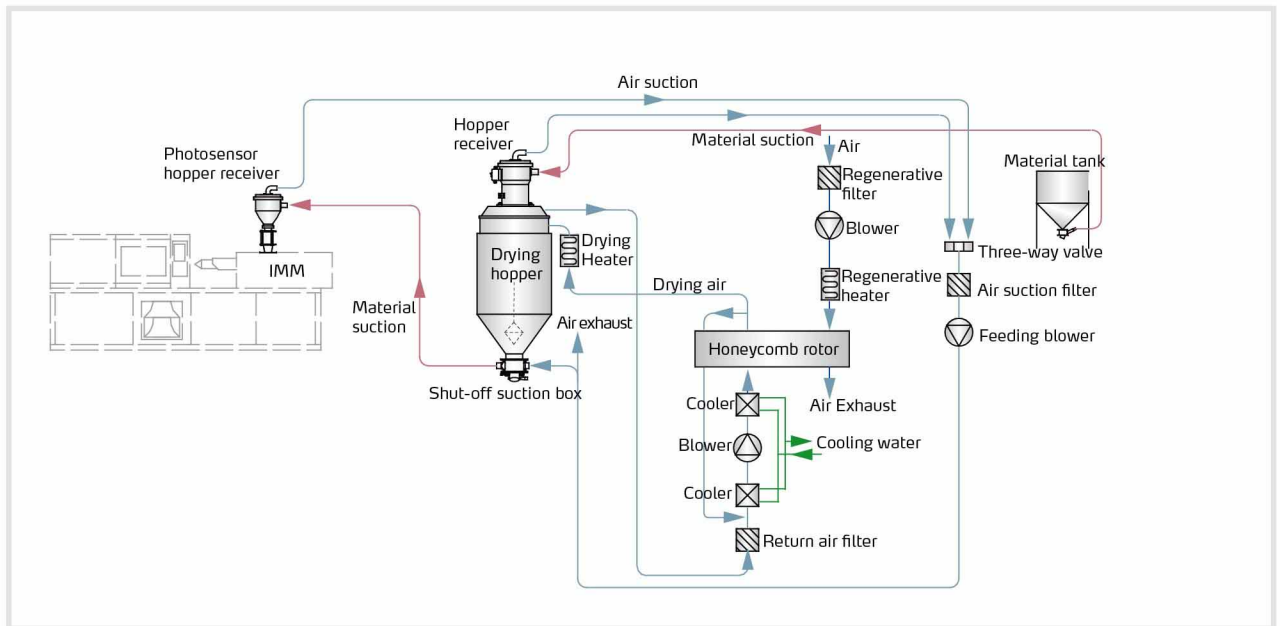 Air suction
Hopper
receiver
Material suction
Air
Photosensor
hopper receiver
Material tank
Regenerative
filter
Blower
Drying
Heater
Drying
hopper
Three-way valve
IMM
Regenerative
heater
Drying air
Air suction filter
Material
suction
Air exhaust
Feeding blower
Honeycomb rotor
Shut-off suction box
Cooler
Air Exhaust
Blower
Cooling water
Cooler
Return air filter